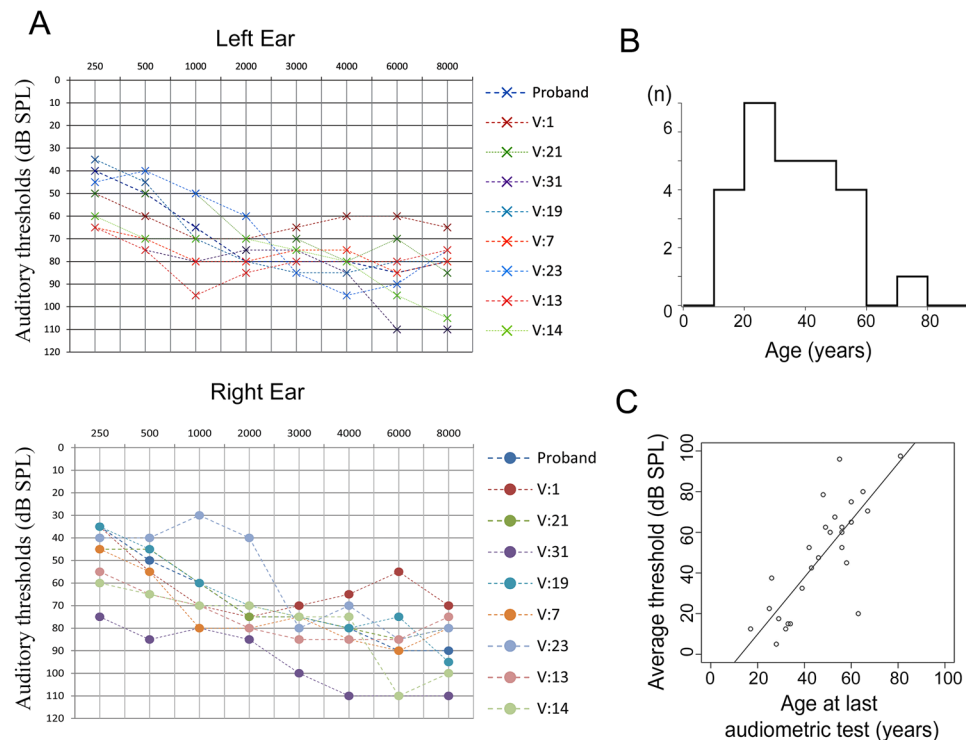 A
Left Ear
250 500 1000 2000 3000 4000 6000 8000
Auditory thresholds (dB SPL)
0
10
20
30
40
50
60
70
80
90
100
110
120
Proband
V:1
V:21
V:31
V:19
V:7
V:23
V:13
V:14
B
(n)
6
4
2
0
0 20 40 60 80
Age (years)
Right Ear
250 500 1000 2000 3000 4000 6000 8000
Auditory thresholds (dB SPL)
0
10
20
30
40
50
60
70
80
90
100
110
120
Proband
V:1
V:21
V:31
V:19
V:7
V:23
V:13
V:14
C
Average threshold (dB SPL)
100
80
60
40
20
0
0 20 40 60 80 100
Age at last
audiometric test (years)